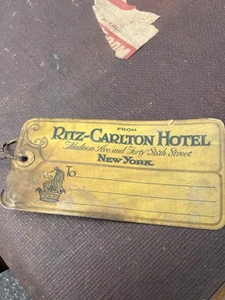 FROM
RITZ-CARLTON HOTEL
Madison Ave. and Forty Sixth Street
NEW YORK
To